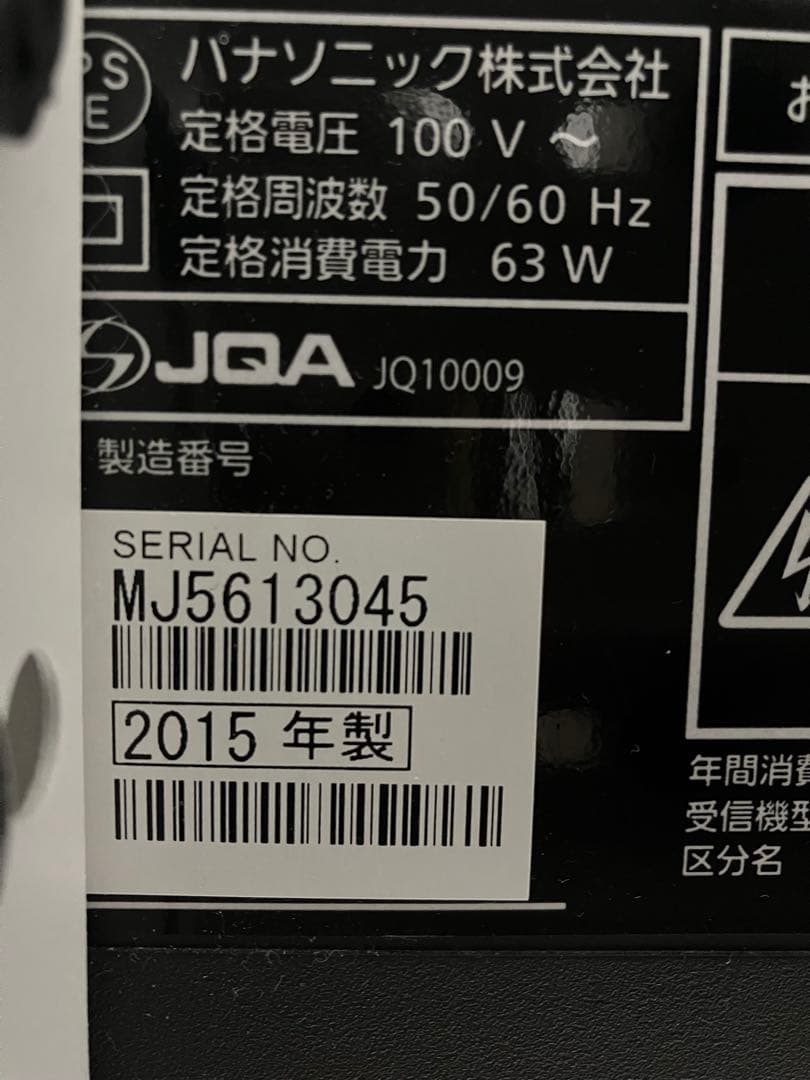 PS
E
パナソニック株式会社
定格電圧 100 V ～
定格周波数 50/60 Hz
定格消費電力 63 W
JQA JQ10009
製造番号
SERIAL NO.
MJ5613045
2015 年製
お
年間消費
受信機型
区分名